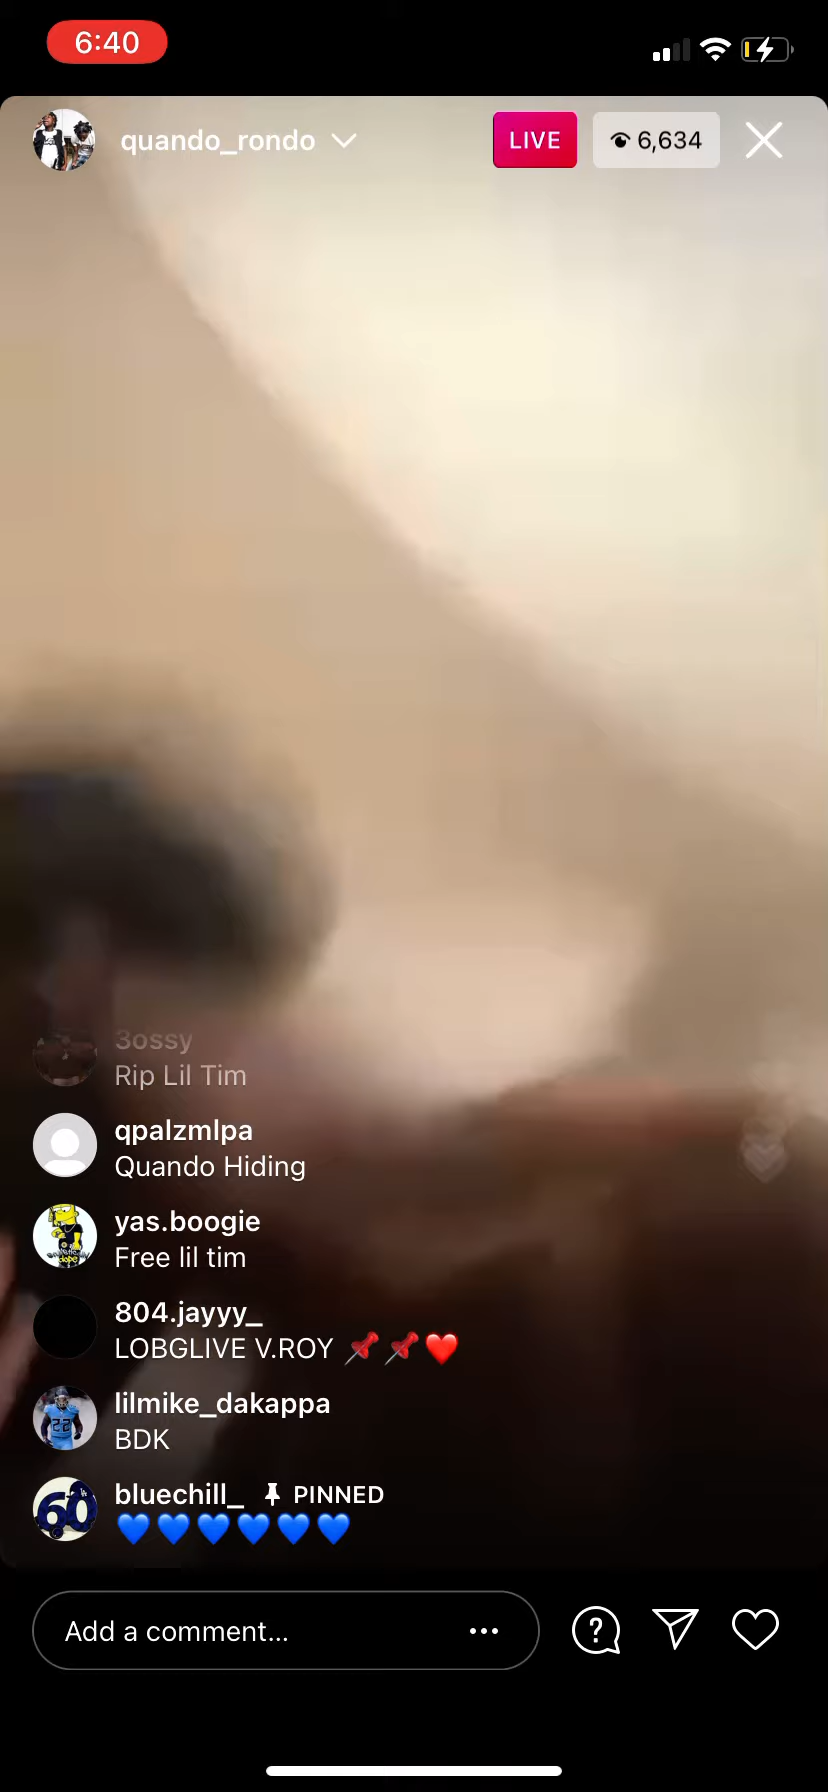 6:40
quando_rondo
LIVE
6,634
3ossy
Rip Lil Tim
qpalzmlpa
Quando Hiding
yas.boogie
Free lil tim
804.jayyy_
LOBGLIVE V.ROY 📌📌❤️
lilmike_dakappa
BDK
bluechill_ PINNED
💙💙💙💙💙💙
Add a comment...